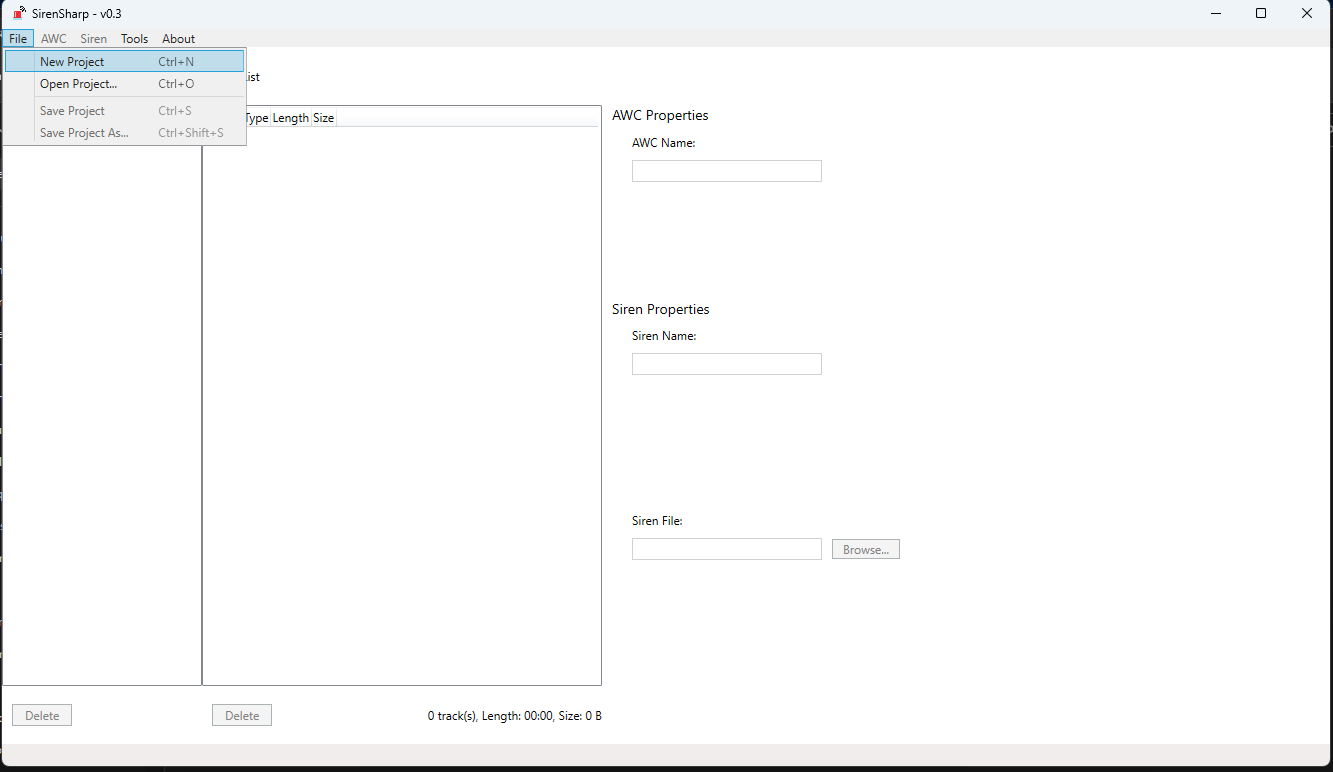 SirenSharp - v0.3
File AWC Siren Tools About
New Project Ctrl+N
Open Project... Ctrl+O
Save Project Ctrl+S
Save Project As... Ctrl+Shift+S
Type Length Size
AWC Properties
AWC Name:
Siren Properties
Siren Name:
Siren File:
Browse...
Delete
Delete
0 track(s), Length: 00:00, Size: 0 B